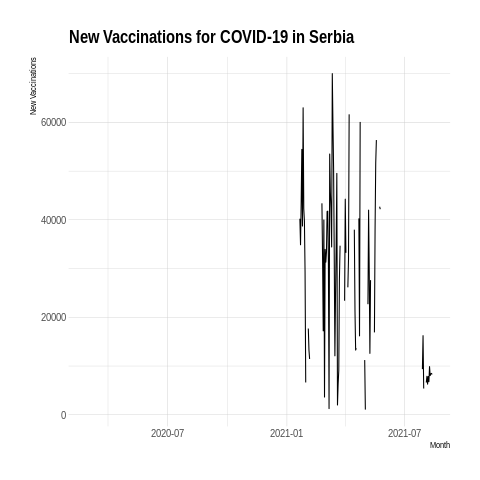 New Vaccinations for COVID-19 in Serbia
New Vaccinations
60000
40000
20000
0
2020-07 2021-01 2021-07
Month